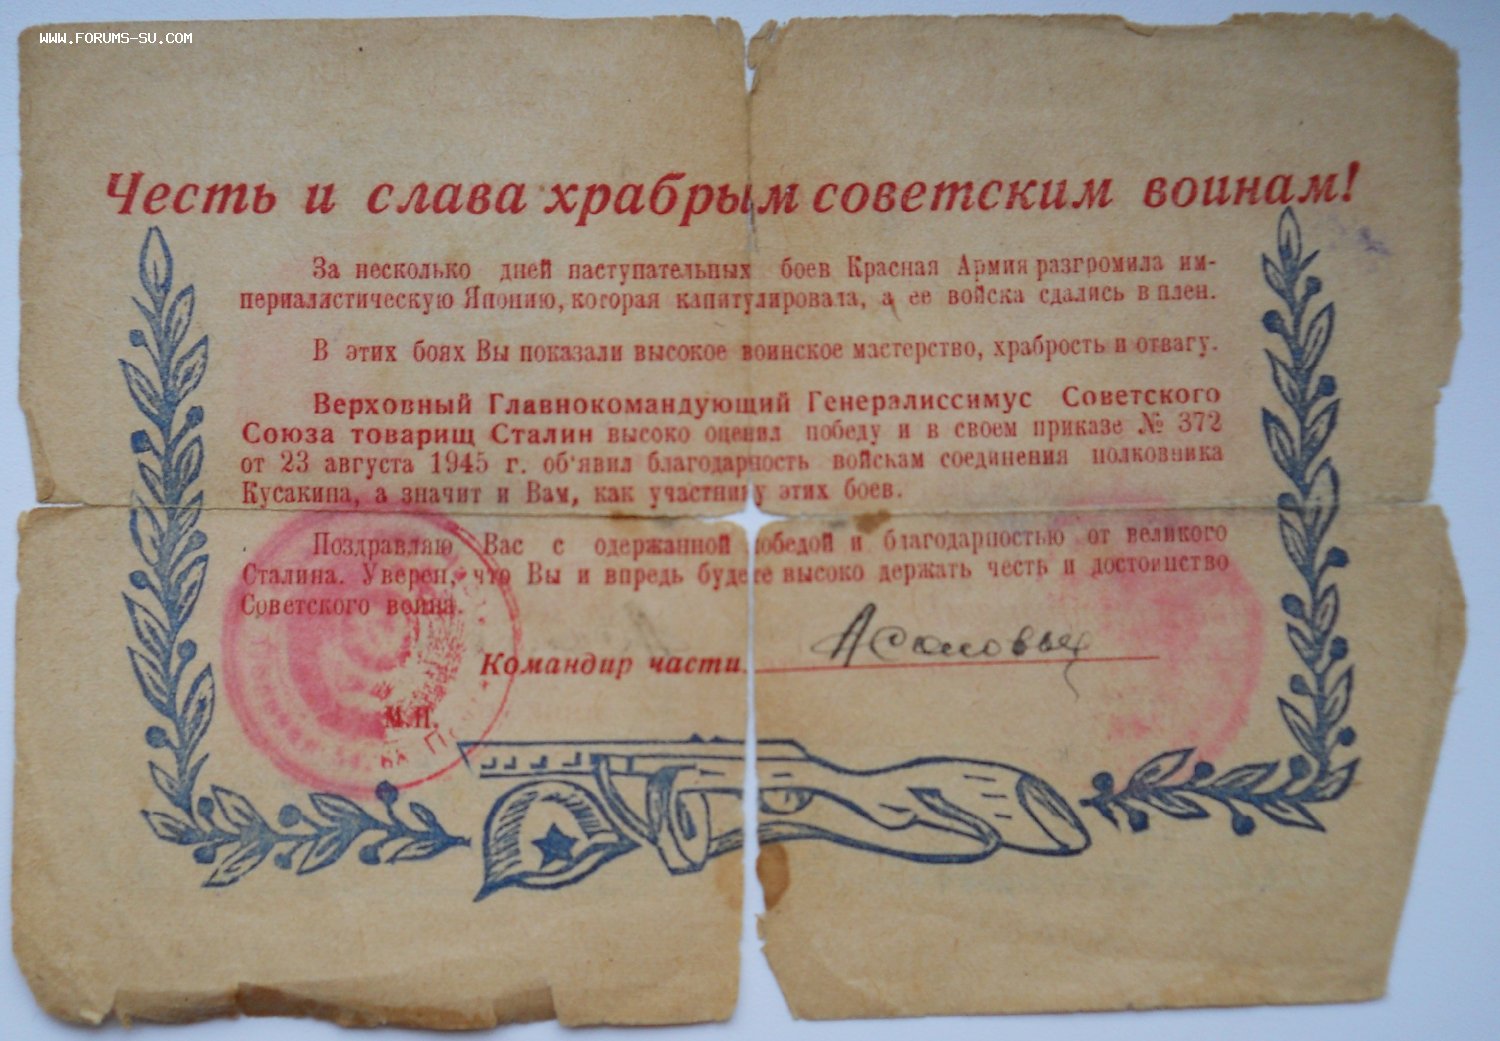 WWW.FORUMS-SU.COM
Честь и слава храбрым советским воинам!
За несколько дней наступательных боев Красная Армия разгромила им-
периалистическую Японию, которая капитулировала, а ее войска сдались в плен.
В этих боях Вы показали высокое воинское мастерство, храбрость и отвагу.
Верховный Главнокомандующий Генералиссимус Советского
Союза товарищ Сталин высоко оценил победу и в своем приказе № 372
от 23 августа 1945 г. об'явил благодарность войскам соединения полковника
Кусакина, а значит и Вам, как участнику этих боев.
Поздравляю Вас с одержанной победой и благодарностью от великого
Сталина. Уверен, что Вы и впредь будете высоко держать честь и достоинство
Советского воина.
Командир части
М.П.